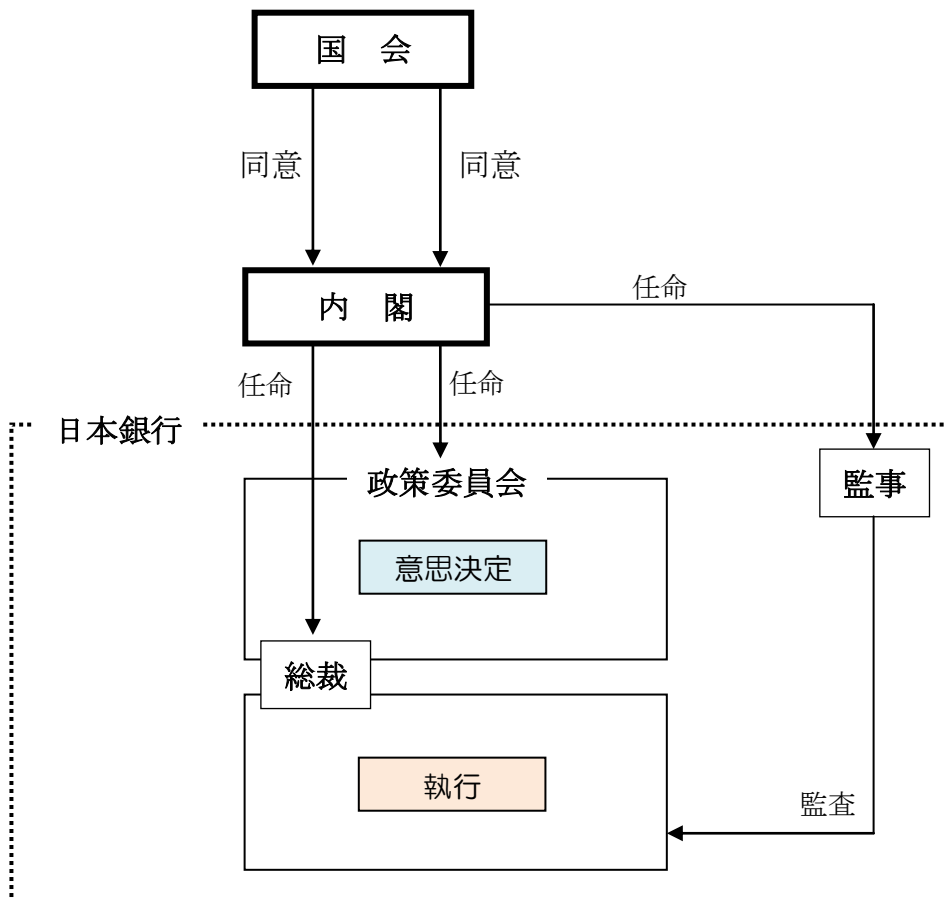 国　会
同意
同意
内　閣
任命
任命
任命
日本銀行
政策委員会
監事
意思決定
総裁
執行
監査